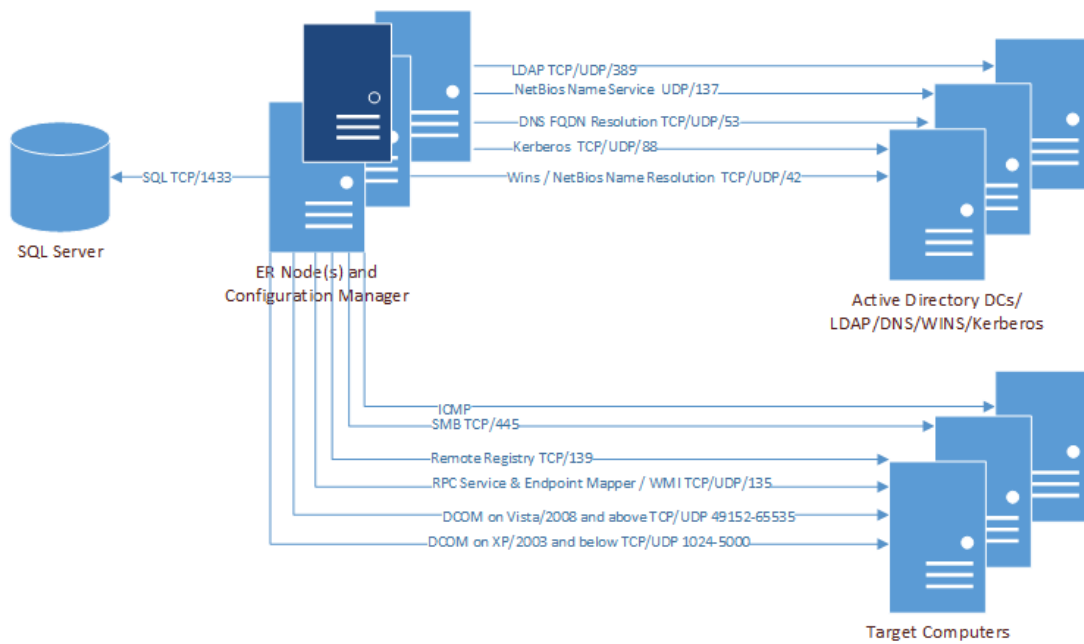 LDAP TCP/UDP/389
NetBios Name Service UDP/137
DNS FQDN Resolution TCP/UDP/53
Kerberos TCP/UDP/88
SQL TCP/1433
Wins / NetBios Name Resolution TCP/UDP/42
SQL Server
ER Node(s) and
Configuration Manager
Active Directory DCs/
LDAP/DNS/WINS/Kerberos
ICMP
SMB TCP/445
Remote Registry TCP/139
RPC Service & Endpoint Mapper / WMI TCP/UDP/135
DCOM on Vista/2008 and above TCP/UDP 49152-65535
DCOM on XP/2003 and below TCP/UDP 1024-5000
Target Computers